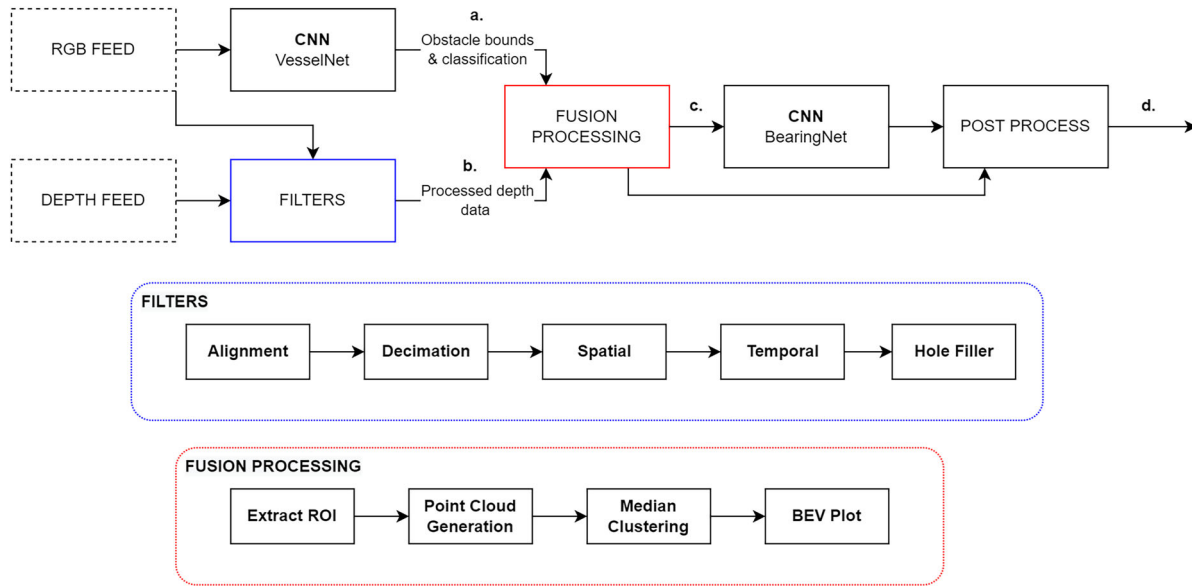 a.
RGB FEED
CNN
VesselNet
Obstacle bounds
& classification
FUSION
PROCESSING
c.
CNN
BearingNet
POST PROCESS
d.
b.
DEPTH FEED
FILTERS
Processed depth
data
FILTERS
Alignment
Decimation
Spatial
Temporal
Hole Filler
FUSION PROCESSING
Extract ROI
Point Cloud
Generation
Median
Clustering
BEV Plot